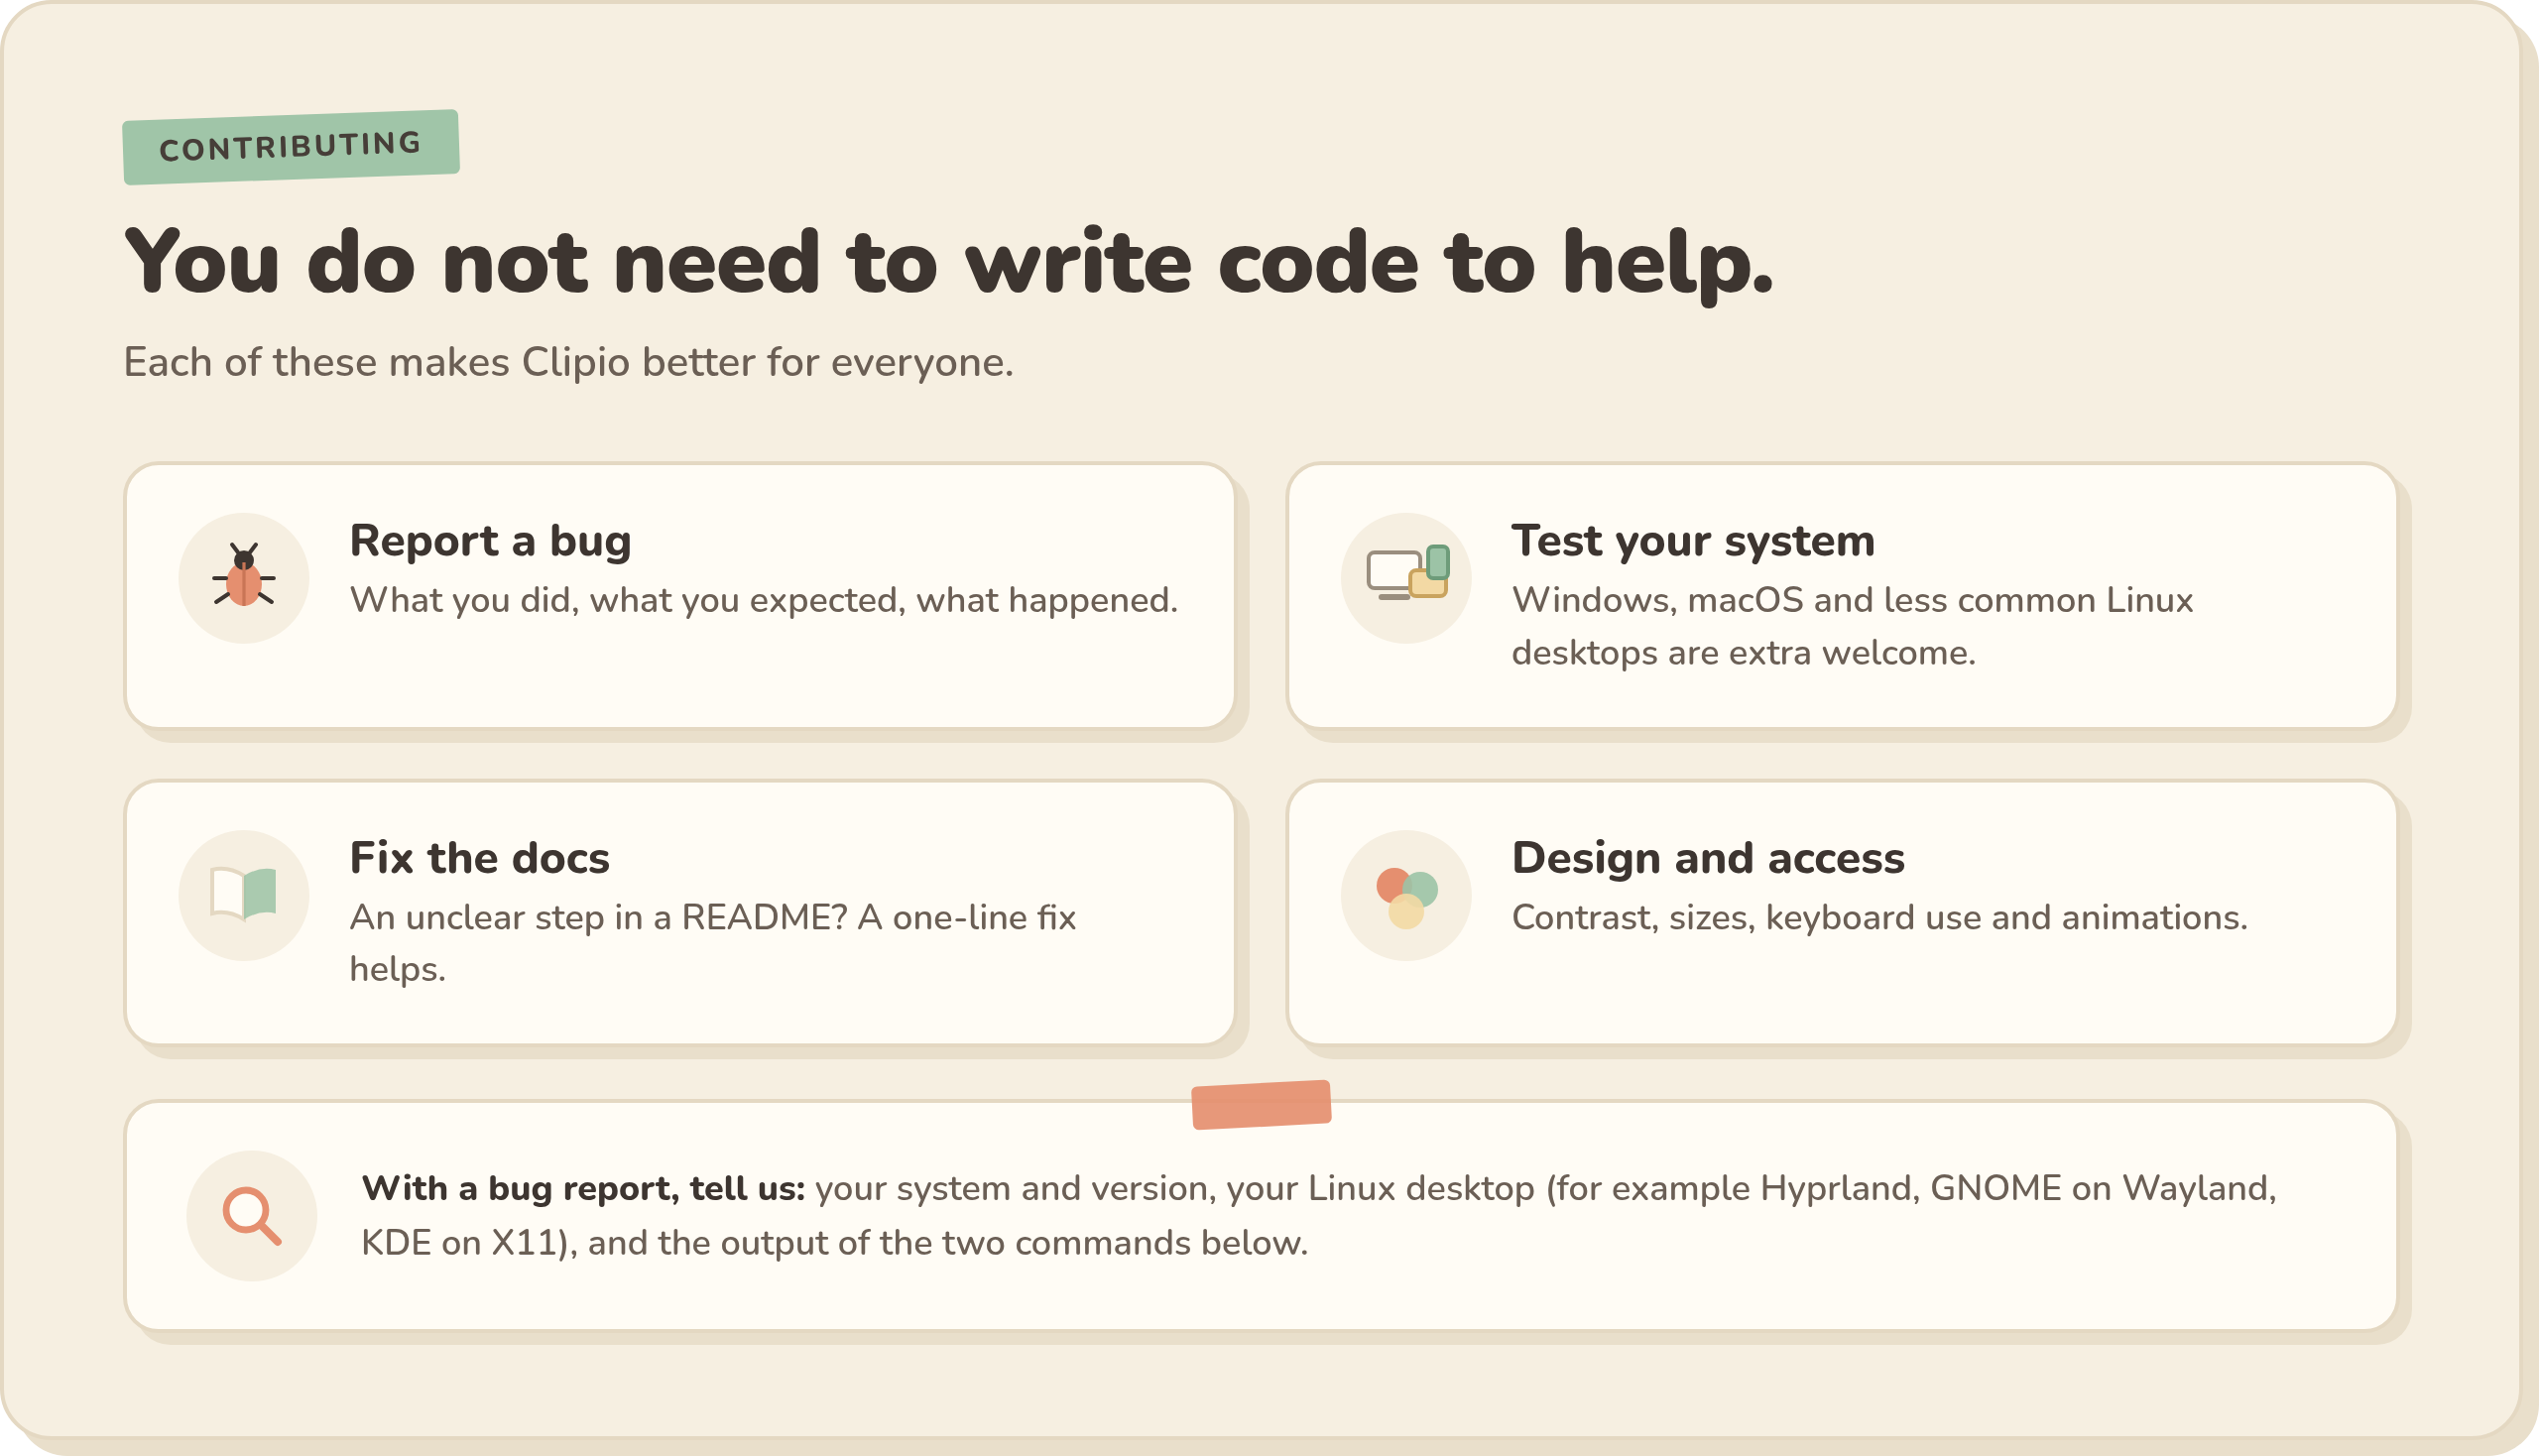 CONTRIBUTING
You do not need to write code to help.
Each of these makes Clipio better for everyone.
Report a bug
What you did, what you expected, what happened.
Test your system
Windows, macOS and less common Linux
desktops are extra welcome.
Fix the docs
An unclear step in a README? A one-line fix
helps.
Design and access
Contrast, sizes, keyboard use and animations.
With a bug report, tell us: your system and version, your Linux desktop (for example Hyprland, GNOME on Wayland,
KDE on X11), and the output of the two commands below.